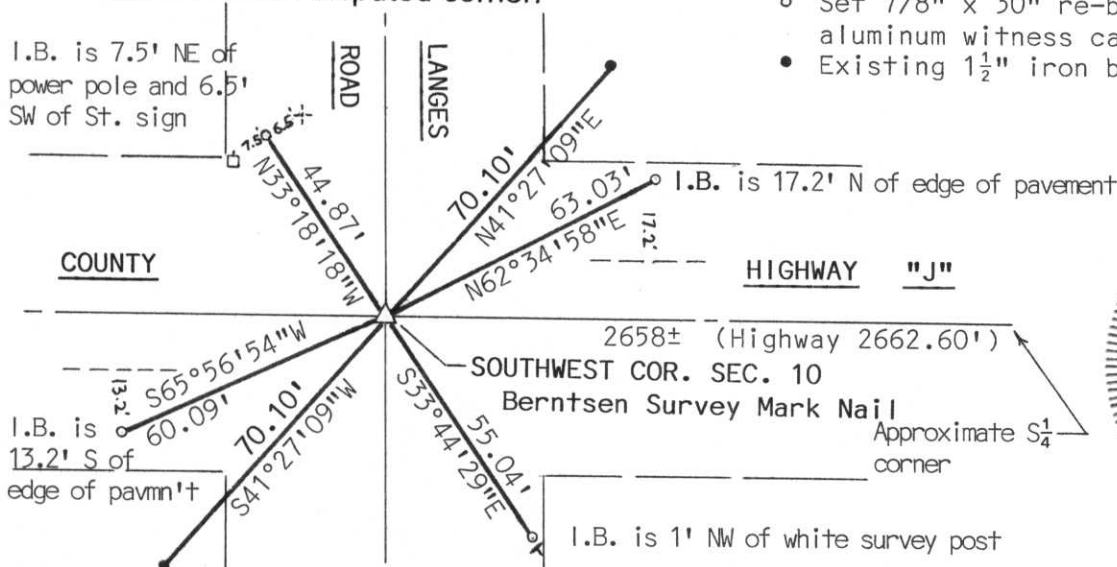 Set 7/8" x 30" re-b
aluminum witness ca
Existing 1½" iron b
I.B. is 7.5' NE of
power pole and 6.5'
SW of St. sign
ROAD
LANGES
7.5
6.5'
44.87'
N33°18'18"W
70.10'
N41°27'09"E
63.03'
N62°34'58"E
I.B. is 17.2' N of edge of pavement
17.2'
COUNTY
HIGHWAY "J"
2658± (Highway 2662.60')
SOUTHWEST COR. SEC. 10
Berntsen Survey Mark Nail
Approximate S¼
corner
S65°56'54"W
60.09'
13.2'
I.B. is
13.2' S of
edge of pavmn't
70.10'
S41°27'09"W
55.04'
S33°44'29"E
I.B. is 1' NW of white survey post